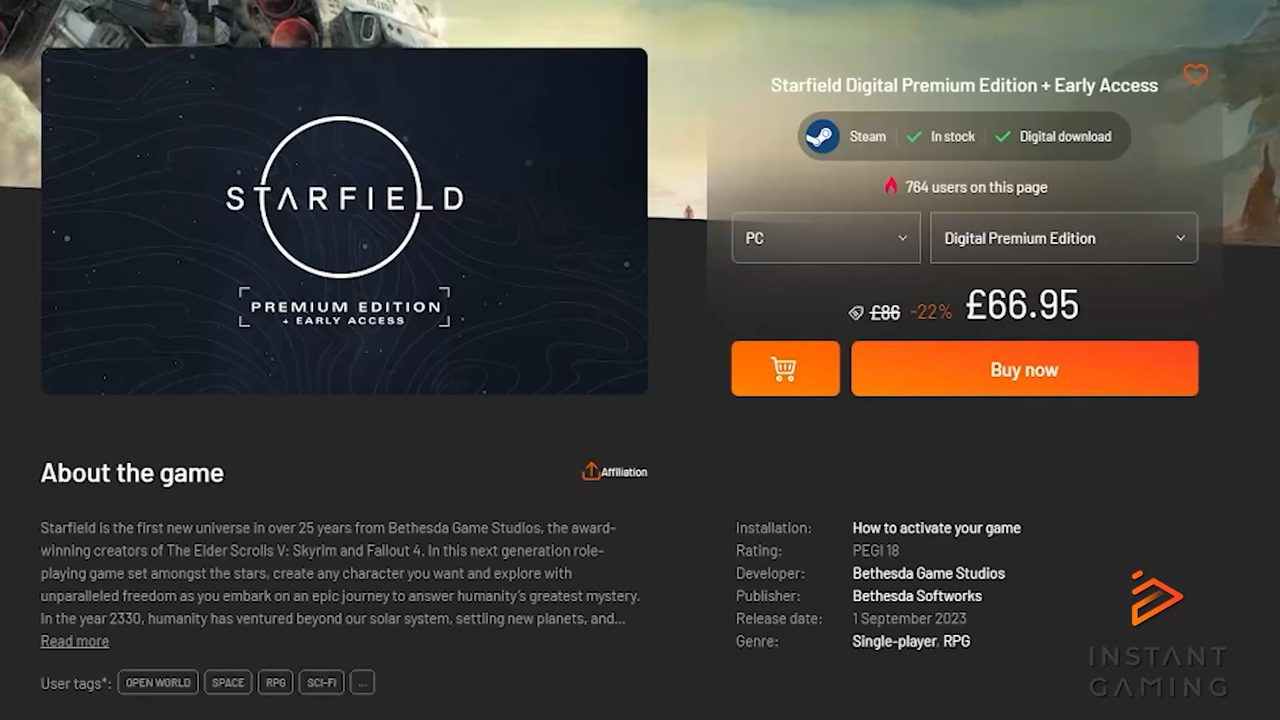 STARFIELD
PREMIUM EDITION
+ EARLY ACCESS
Starfield Digital Premium Edition + Early Access
Steam In stock Digital download
764 users on this page
PC Digital Premium Edition
£86 -22% £66.95
Buy now
About the game
Affiliation
Starfield is the first new universe in over 25 years from Bethesda Game Studios, the award-
winning creators of The Elder Scrolls V: Skyrim and Fallout 4. In this next generation role-
playing game set amongst the stars, create any character you want and explore with
unparalleled freedom as you embark on an epic journey to answer humanity's greatest mystery.
In the year 2330, humanity has ventured beyond our solar system, settling new planets, and...
Read more
User tags*: OPEN WORLD SPACE RPG SCI-FI ...
Installation: How to activate your game
Rating: PEGI 18
Developer: Bethesda Game Studios
Publisher: Bethesda Softworks
Release date: 1 September 2023
Genre: Single-player, RPG
INSTANT
GAMING